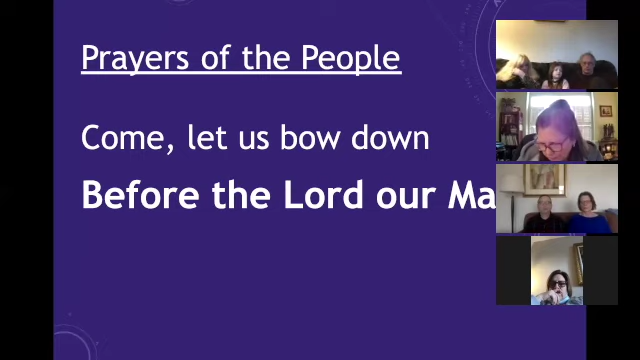 Prayers of the People
Come, let us bow down
Before the Lord our Ma